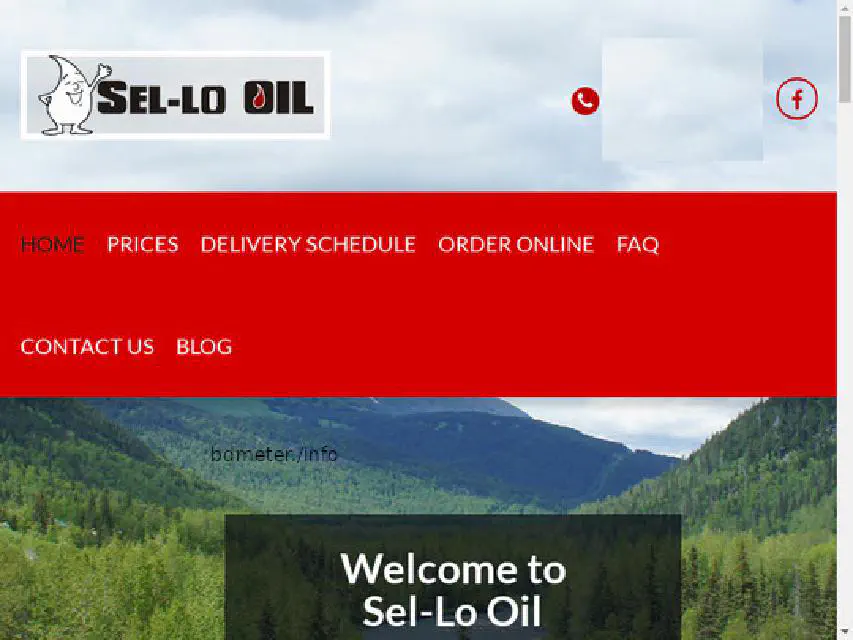 SEL-LO OIL
HOME PRICES DELIVERY SCHEDULE ORDER ONLINE FAQ
CONTACT US BLOG
bdmeter./info
Welcome to
Sel-Lo Oil